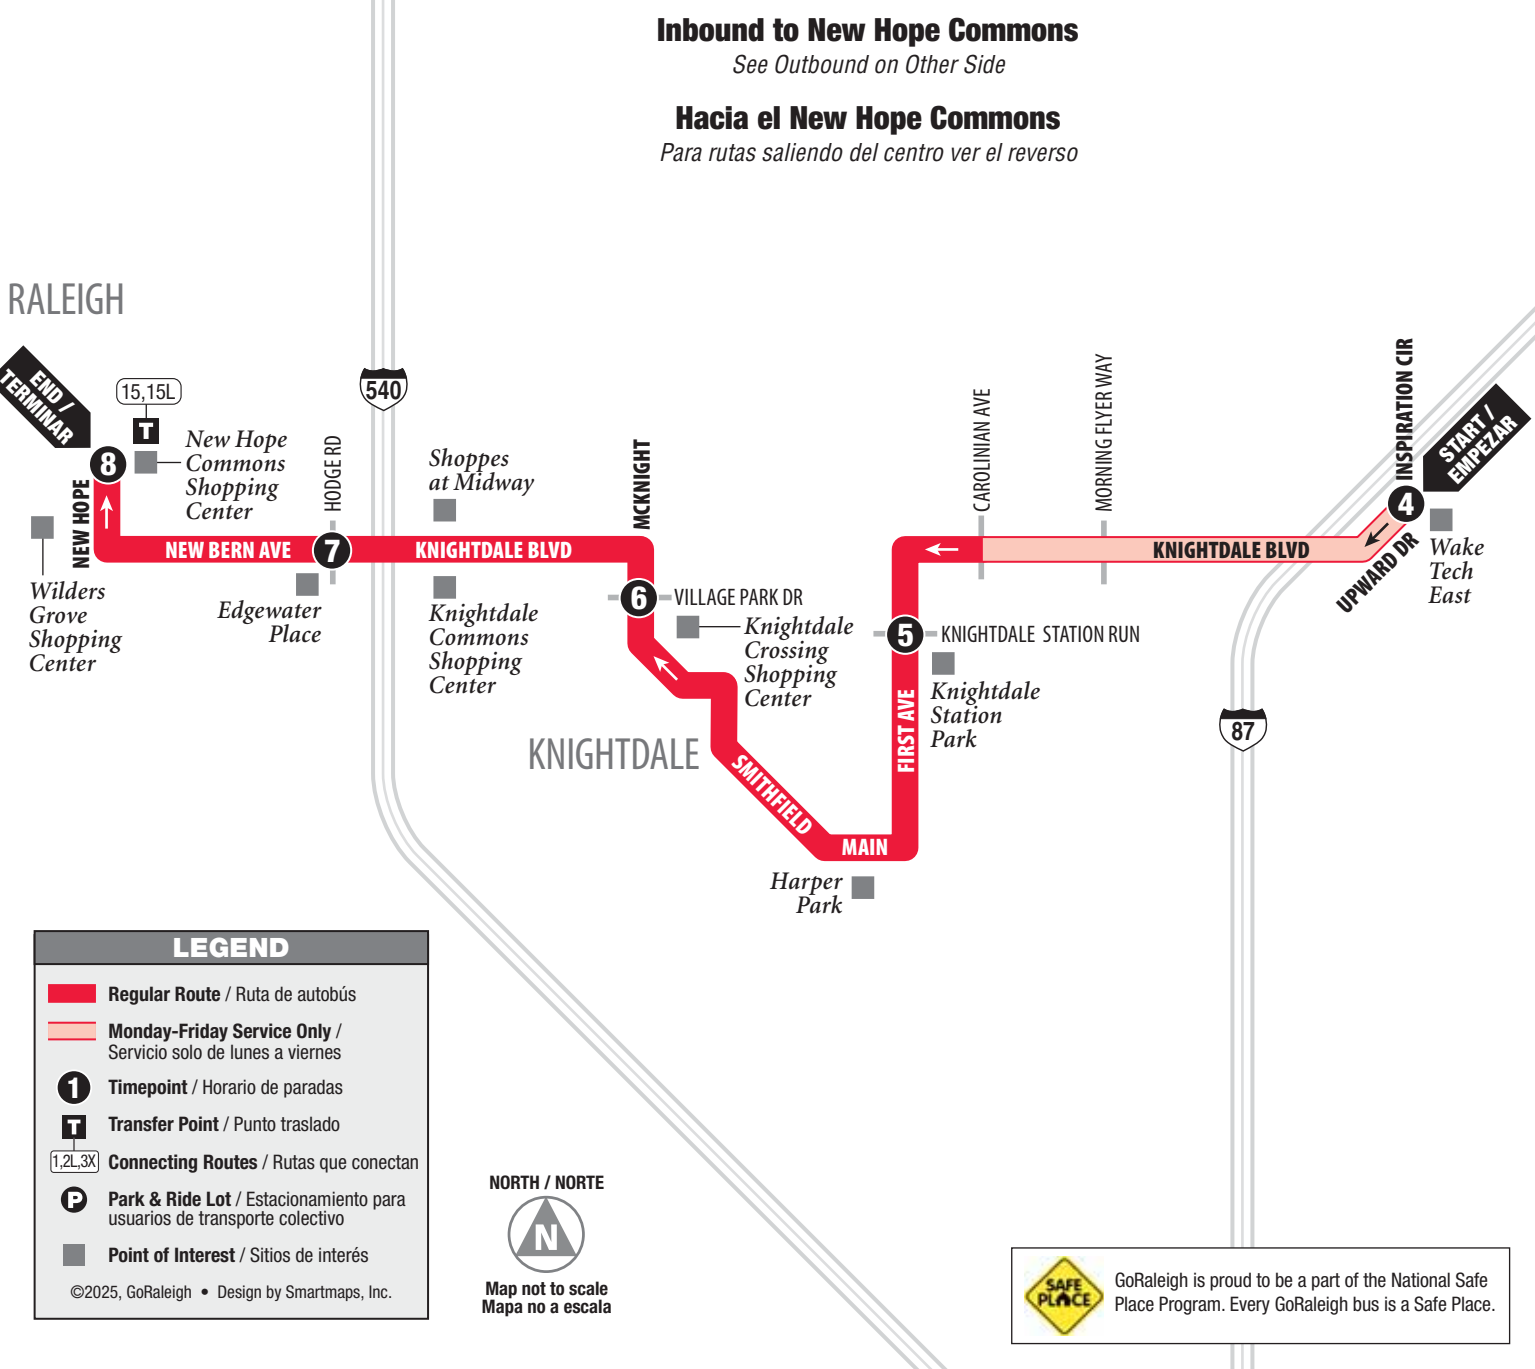 Inbound to New Hope Commons
See Outbound on Other Side
Hacia el New Hope Commons
Para rutas saliendo del centro ver el reverso
RALEIGH
END /
TERMINAR
15,15L
T
8
New Hope
Commons
Shopping
Center
NEW HOPE
Wilders
Grove
Shopping
Center
NEW BERN AVE
HODGE RD
7
Edgewater
Place
540
Shoppes
at Midway
KNIGHTDALE BLVD
Knightdale
Commons
Shopping
Center
MCKNIGHT
6
VILLAGE PARK DR
Knightdale
Crossing
Shopping
Center
KNIGHTDALE
SMITHFIELD
MAIN
Harper
Park
FIRST AVE
5
KNIGHTDALE STATION RUN
Knightdale
Station
Park
CAROLINIAN AVE
MORNING FLYER WAY
KNIGHTDALE BLVD
INSPIRATION CIR
START /
EMPEZAR
4
UPWARD DR
Wake
Tech
East
87
LEGEND
Regular Route / Ruta de autobús
Monday-Friday Service Only /
Servicio solo de lunes a viernes
1
Timepoint / Horario de paradas
T
Transfer Point / Punto traslado
1,2L,3X
Connecting Routes / Rutas que conectan
P
Park & Ride Lot / Estacionamiento para
usuarios de transporte colectivo
Point of Interest / Sitios de interés
©2025, GoRaleigh • Design by Smartmaps, Inc.
NORTH / NORTE
N
Map not to scale
Mapa no a escala
SAFE
PLACE
GoRaleigh is proud to be a part of the National Safe
Place Program. Every GoRaleigh bus is a Safe Place.